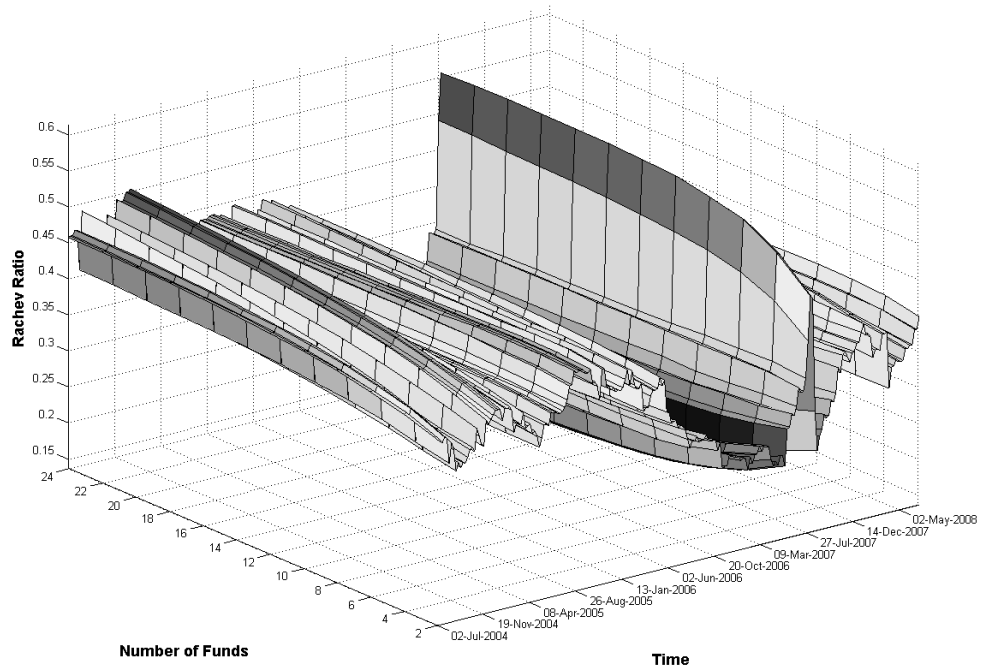 0.6
0.55
0.5
0.45
0.4
0.35
0.3
0.25
0.2
0.15
Rachev Ratio
24
22
20
18
16
14
12
10
8
6
4
2
Number of Funds
02-Jul-2004
19-Nov-2004
08-Apr-2005
26-Aug-2005
13-Jan-2006
02-Jun-2006
20-Oct-2006
09-Mar-2007
27-Jul-2007
14-Dec-2007
02-May-2008
Time